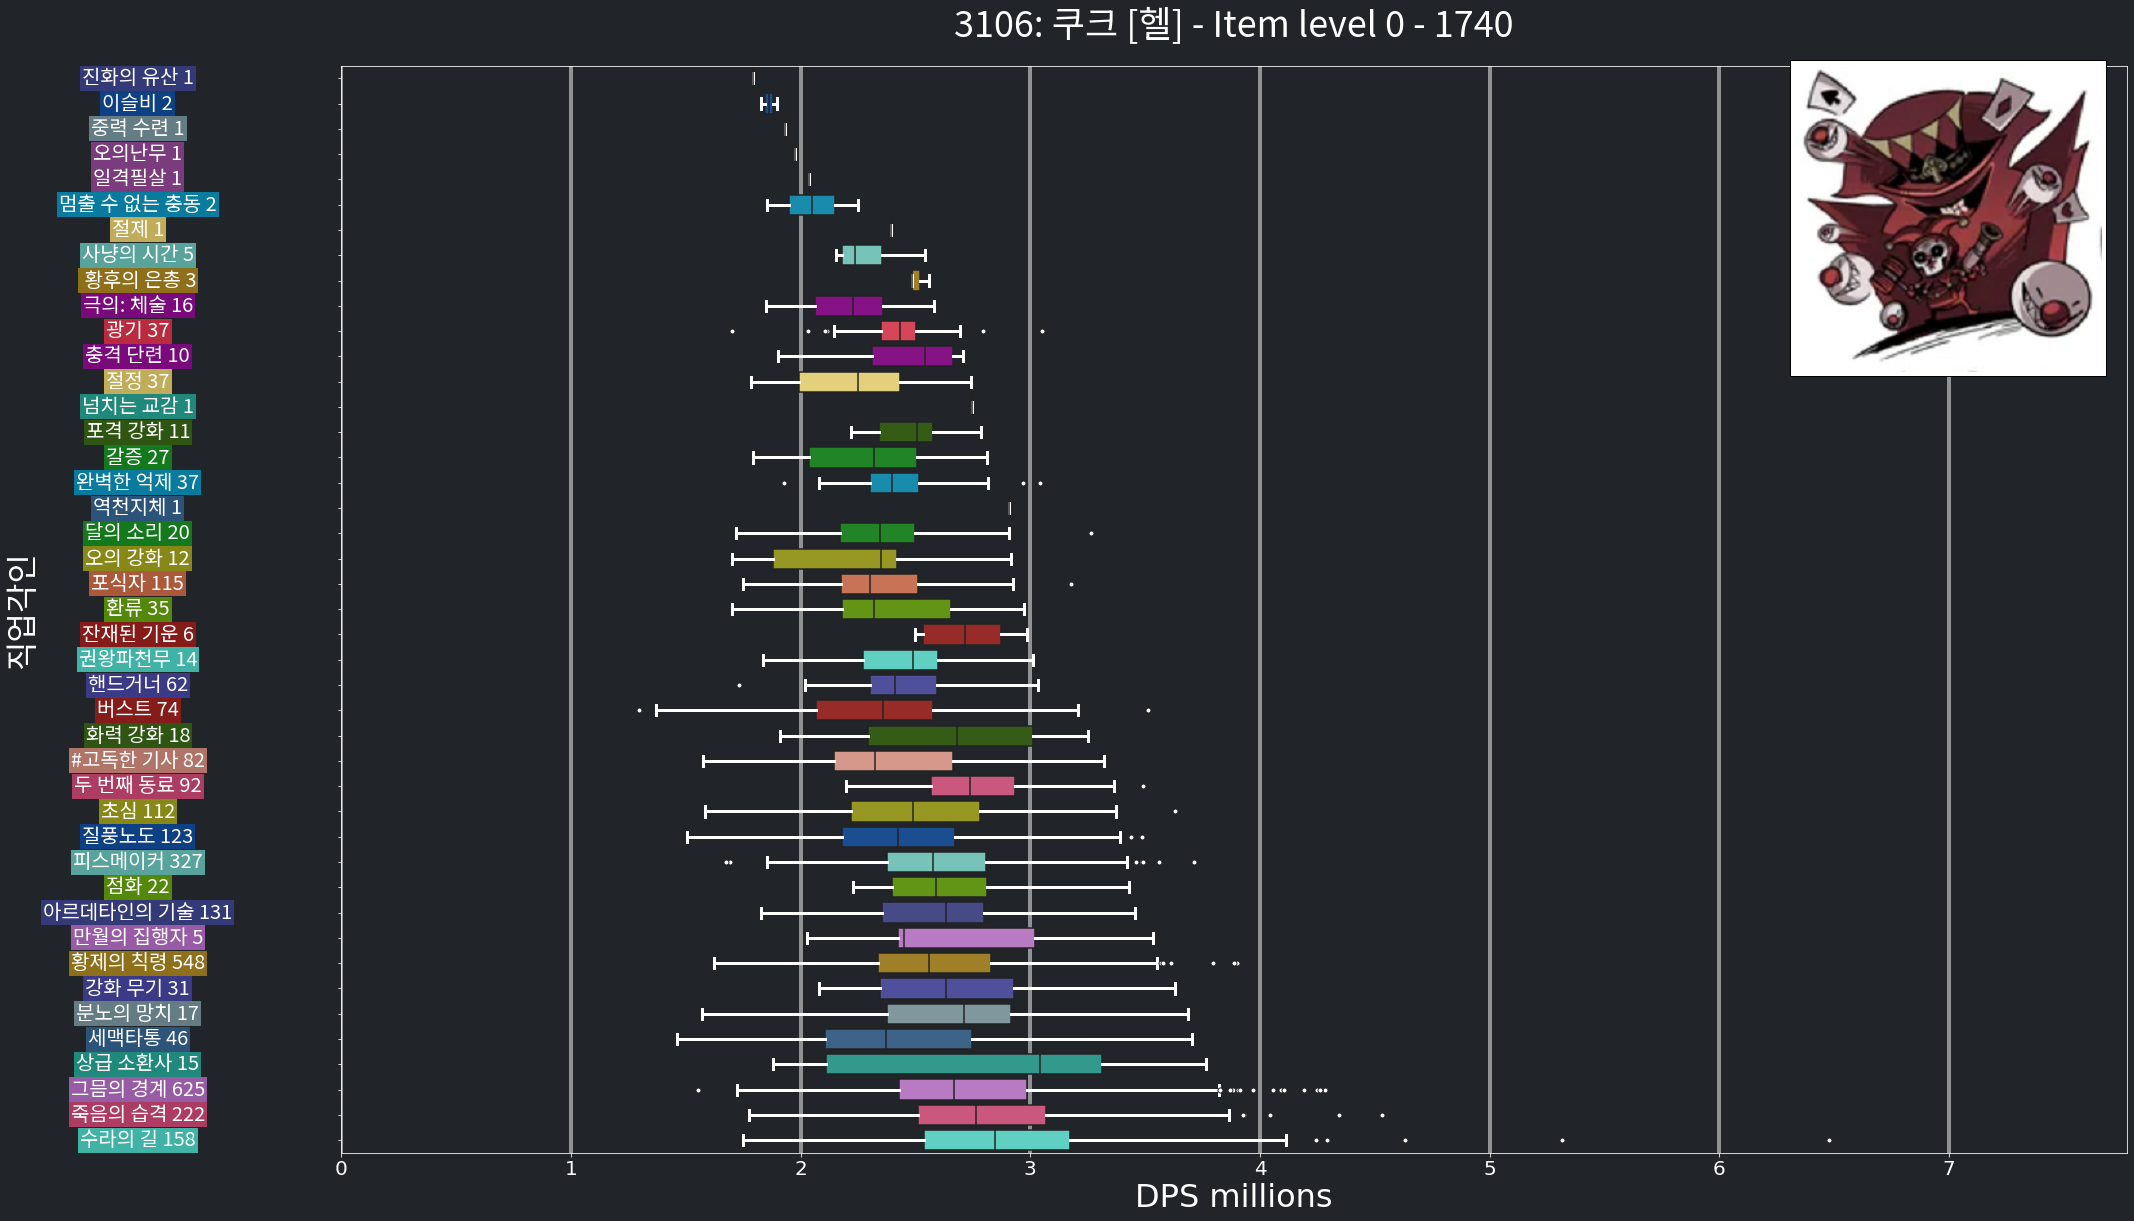 3106: 쿠크 [헬] - Item level 0 - 1740
직업각인
진화의 유산 1
이슬비 2
중력 수련 1
오의난무 1
일격필살 1
멈출 수 없는 충동 2
절제 1
사냥의 시간 5
황후의 은총 3
극의: 체술 16
광기 37
충격 단련 10
절정 37
넘치는 교감 1
포격 강화 11
갈증 27
완벽한 억제 37
역천지체 1
달의 소리 20
오의 강화 12
포식자 115
환류 35
잔재된 기운 6
권왕파천무 14
핸드거너 62
버스트 74
화력 강화 18
#고독한 기사 82
두 번째 동료 92
초심 112
질풍노도 123
피스메이커 327
점화 22
아르데타인의 기술 131
만월의 집행자 5
황제의 칙령 548
강화 무기 31
분노의 망치 17
세맥타통 46
상급 소환사 15
그믐의 경계 625
죽음의 습격 222
수라의 길 158
0 1 2 3 4 5 6 7
DPS millions